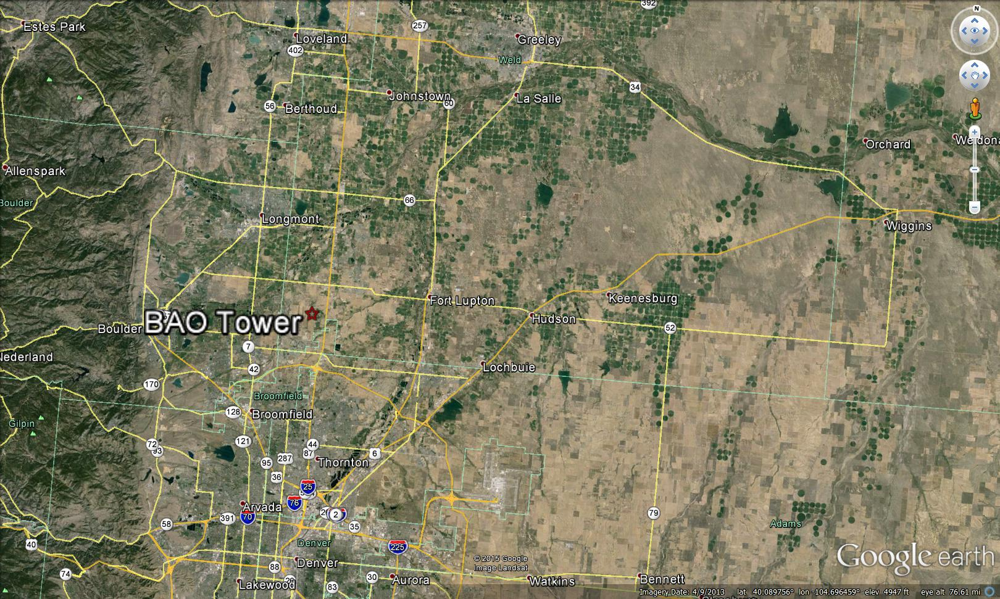 392
Estes Park
N
257
Loveland
Greeley
402
Weld
34
Johnstown
La Salle
56
Berthoud
60
Orchard
Allenspark
Boulder
66
Longmont
Wiggins
Fort Lupton
Keenesburg
BAO Tower
Hudson
Boulder
52
7
Nederland
Lochbuie
42
170
Broomfield
128
Broomfield
Gilpin
121
44
72
93
87
6
95
287
Thornton
36
25
76
Arvada
2
79
391
70
58
35
Adams
Denver
40
225
Google earth
© 2015 Google
Image Landsat
88
Denver
74
30
Aurora
Watkins
Bennett
Lakewood
83
Imagery Date: 4/9/2013 lat 40.089756° lon -104.696459° elev 4947 ft eye alt 76.61 mi